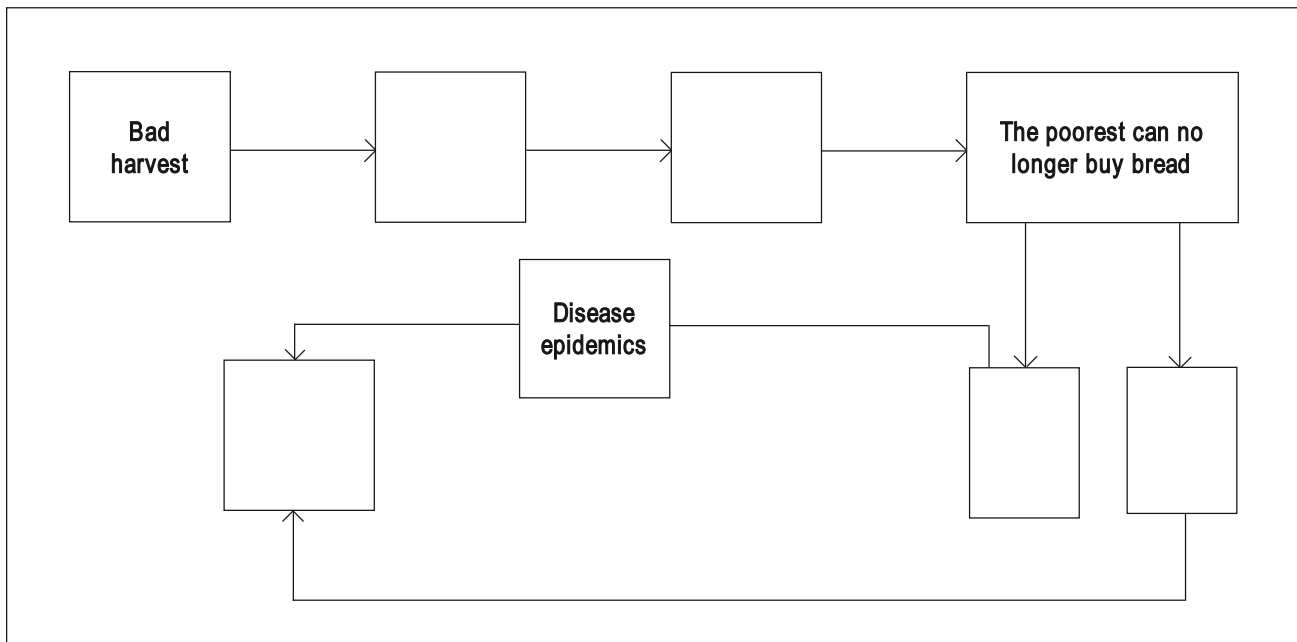 Bad
harvest
The poorest can no
longer buy bread
Disease
epidemics